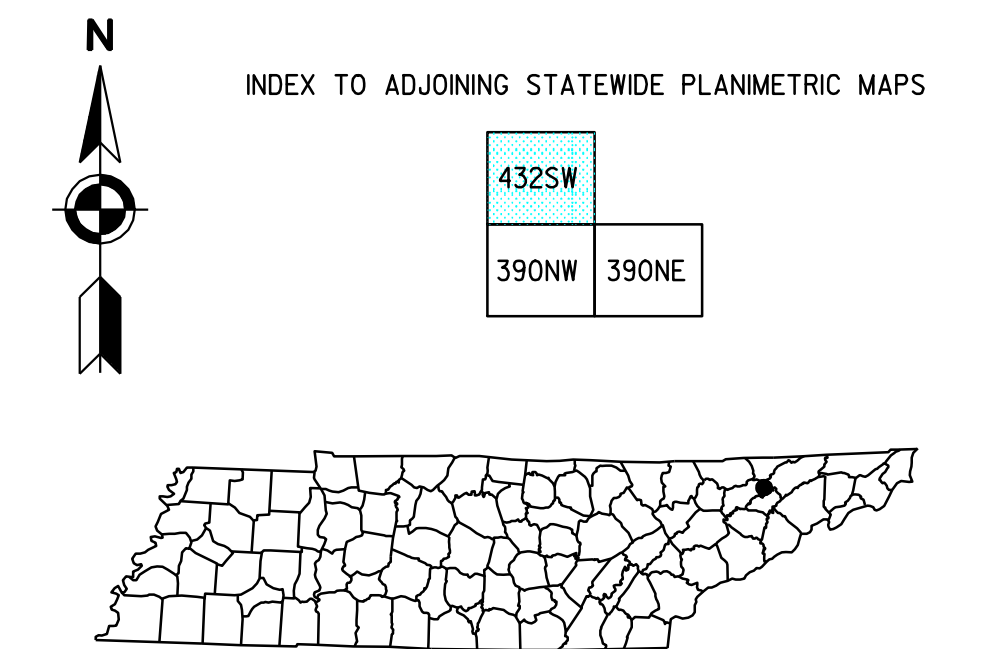 N
INDEX TO ADJOINING STATEWIDE PLANIMETRIC MAPS
432SW
390NW 390NE